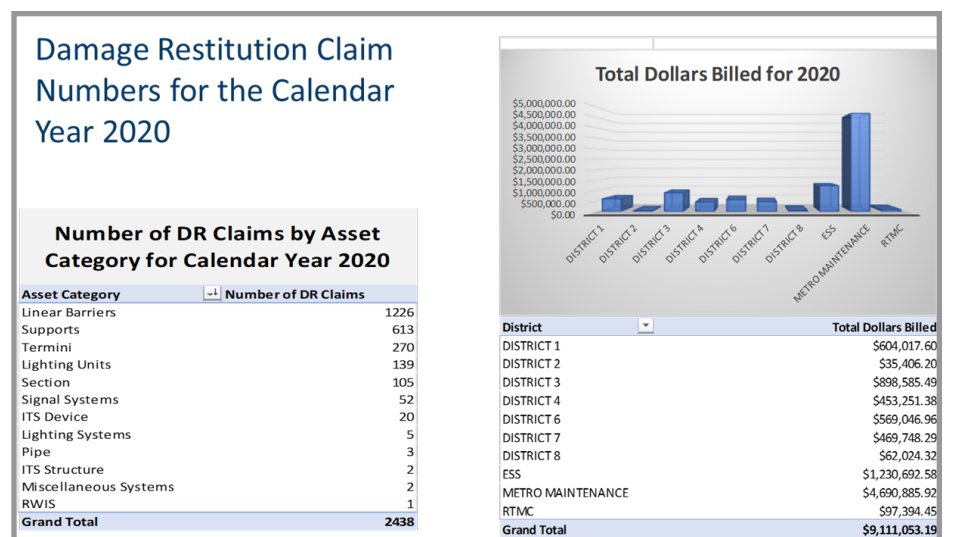 Damage Restitution Claim
Numbers for the Calendar
Year 2020
Number of DR Claims by Asset
Category for Calendar Year 2020
Asset Category Number of DR Claims
Linear Barriers 1226
Supports 613
Termini 270
Lighting Units 139
Section 105
Signal Systems 52
ITS Device 20
Lighting Systems 5
Pipe 3
ITS Structure 2
Miscellaneous Systems 2
RWIS 1
Grand Total 2438
Total Dollars Billed for 2020
$5,000,000.00
$4,500,000.00
$4,000,000.00
$3,500,000.00
$3,000,000.00
$2,500,000.00
$2,000,000.00
$1,500,000.00
$1,000,000.00
$500,000.00
$0.00
DISTRICT 1
DISTRICT 2
DISTRICT 3
DISTRICT 4
DISTRICT 6
DISTRICT 7
DISTRICT 8
ESS
METRO MAINTENANCE
RTMC
District Total Dollars Billed
DISTRICT 1 $604,017.60
DISTRICT 2 $35,406.20
DISTRICT 3 $898,585.49
DISTRICT 4 $453,251.38
DISTRICT 6 $569,046.96
DISTRICT 7 $469,748.29
DISTRICT 8 $62,024.32
ESS $1,230,692.58
METRO MAINTENANCE $4,690,885.92
RTMC $97,394.45
Grand Total $9,111,053.19